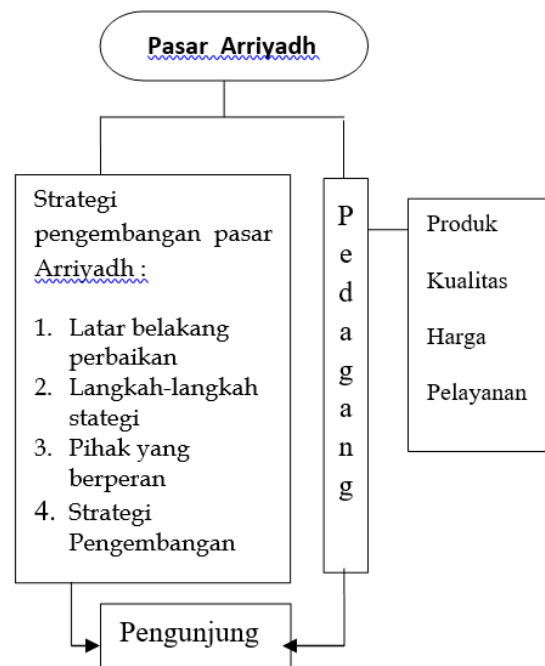 Pasar Arriyadh
Strategi
pengembangan pasar
Arriyadh :
1. Latar belakang
perbaikan
2. Langkah-langkah
stategi
3. Pihak yang
berperan
4. Strategi
Pengembangan
P
e
d
a
g
a
n
g
Produk
Kualitas
Harga
Pelayanan
Pengunjung